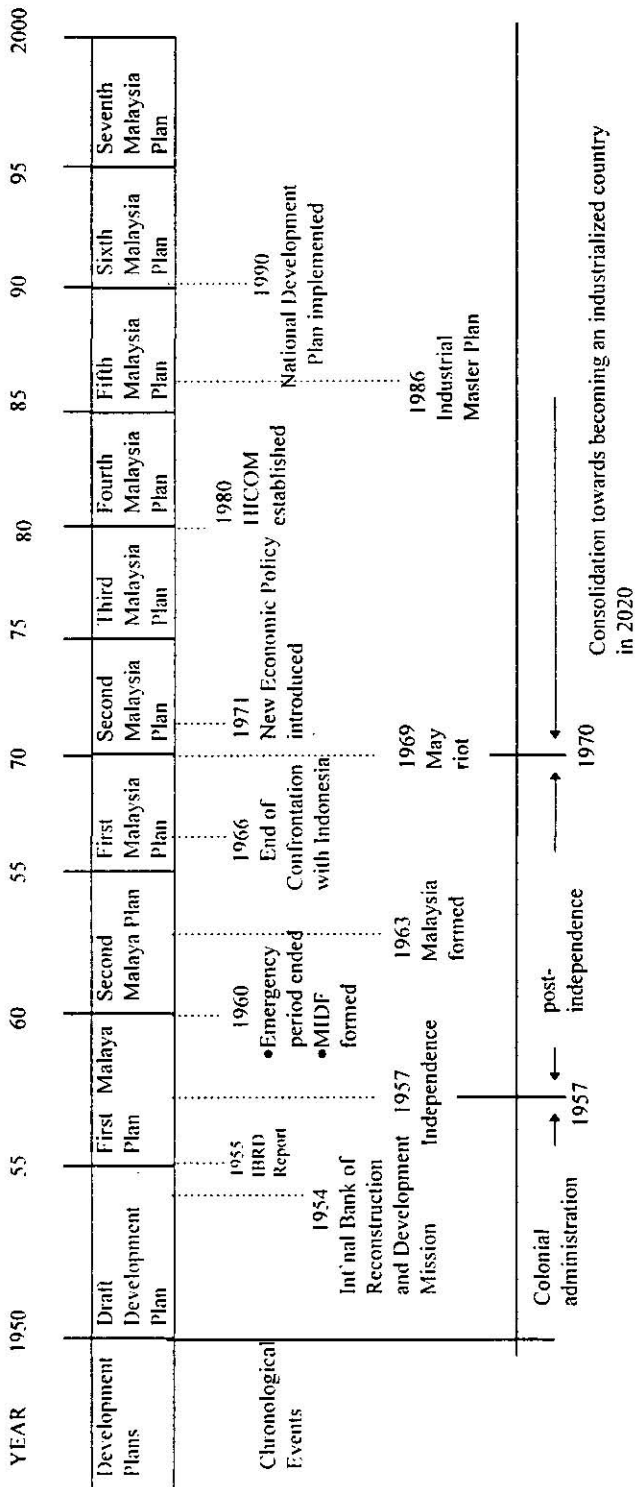 YEAR 1950 55 60 55 70 75 80 85 90 95 2000
Development
Plans
Draft
Development
Plan
First Malaya
Plan
Second
Malaya Plan
First
Malaysia
Plan
Second
Malaysia
Plan
Third
Malaysia
Plan
Fourth
Malaysia
Plan
Fifth
Malaysia
Plan
Sixth
Malaysia
Plan
Seventh
Malaysia
Plan
Chronological
Events
1955
IBRD
Report
1960
•Emergency
period ended
•MIDF
formed
1966
End of
Confrontation
with Indonesia
1971
New Economic Policy
introduced
1980
HICOM
established
1990
National Development
Plan implemented
1954
Int'nal Bank of
Reconstruction
and Development
Mission
1957
Independence
1963
Malaysia
formed
1969
May
riot
1986
Industrial
Master Plan
Colonial
administration
1957
post-
independence
1970
Consolidation towards becoming an industrialized country
in 2020